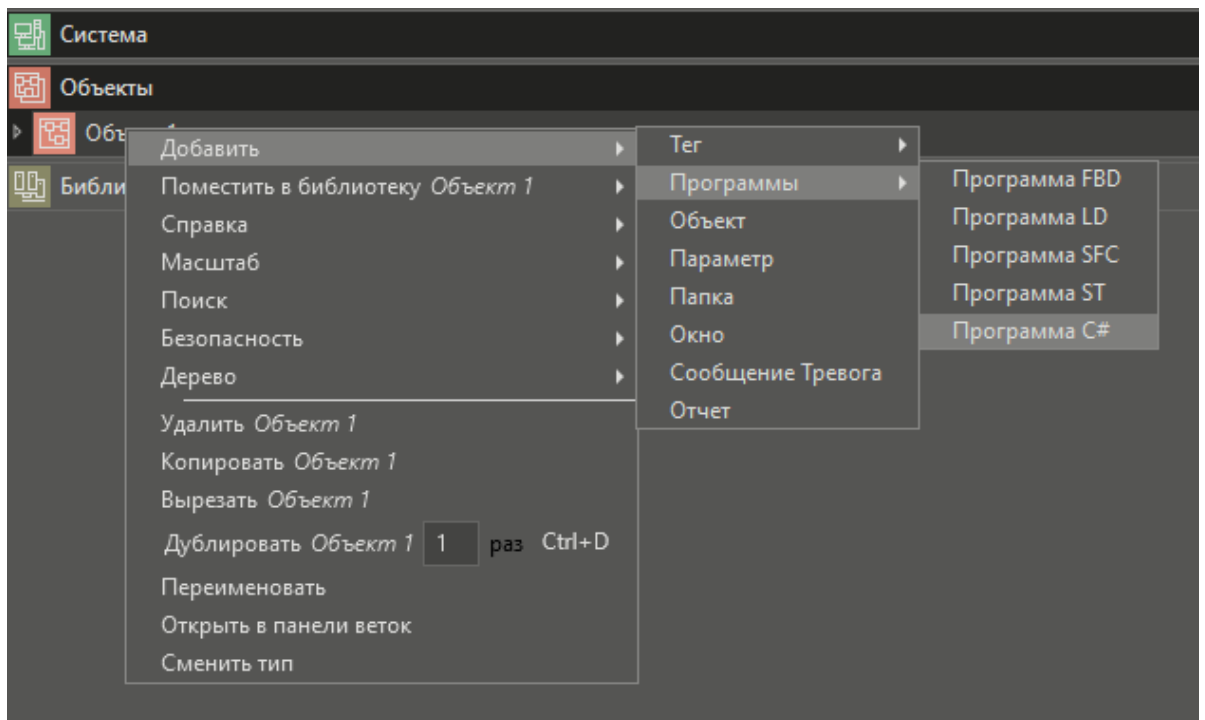 Система
Объекты
Добавить
Поместить в библиотеку Объект 1
Справка
Масштаб
Поиск
Безопасность
Дерево
Удалить Объект 1
Копировать Объект 1
Вырезать Объект 1
Дублировать Объект 1 1 раз Ctrl+D
Переименовать
Открыть в панели веток
Сменить тип
Тег
Программы
Объект
Параметр
Папка
Окно
Сообщение Тревога
Отчет
Программа FBD
Программа LD
Программа SFC
Программа ST
Программа C#